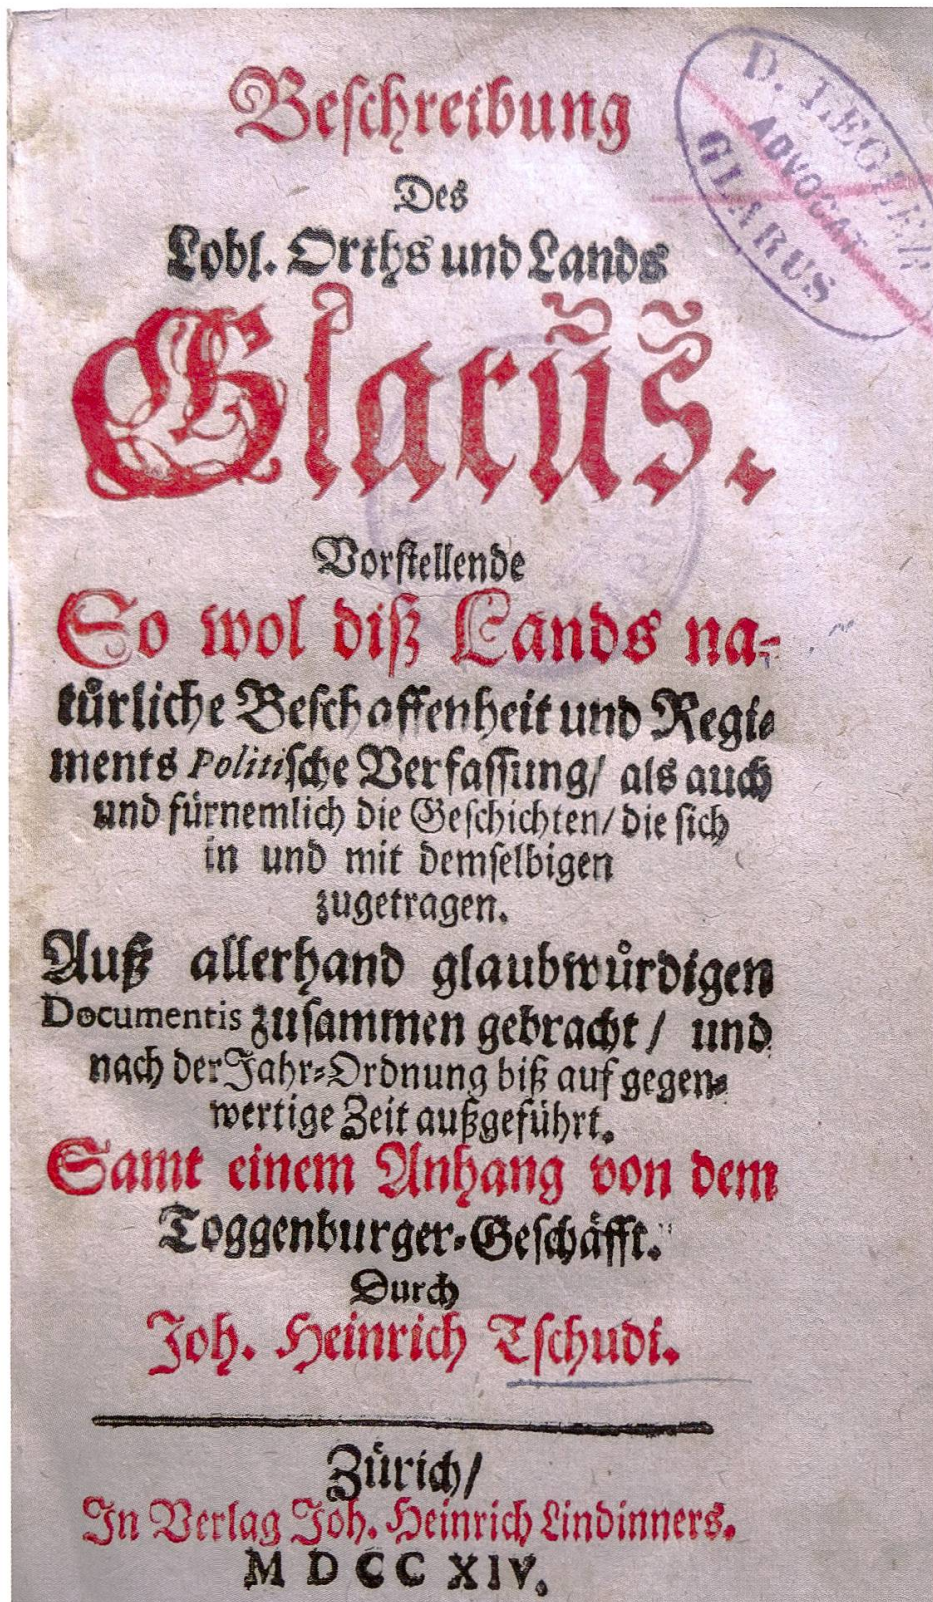 Beschreibung
Des
Lobl. Orths und Lands
Glarus.
Vorstellende
So wol diß Lands na-
tůrliche Beschaffenheit und Regi-
ments Politische Verfassung/ als auch
und fürnemlich die Geschichten/ die sich
in und mit demselbigen
zugetragen.
Auß allerhand glaubwůrdigen
Documentis zusammen gebracht/ und
nach der Jahr-Ordnung biß auf gegen-
wertige Zeit außgeführt.
Samt einem Anhang von dem
Toggenburger-Geschäfft.
Durch
Joh. Heinrich Tschudi.
Zürich/
In Verlag Joh. Heinrich Lindinners.
MDCCXIV.
D. LEGLER
ADVOCAT
GLARUS